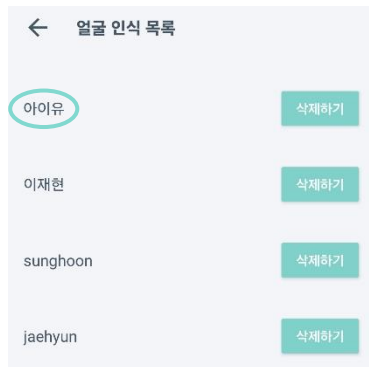 얼굴 인식 목록
아이유 삭제하기
이재현 삭제하기
sunghoon 삭제하기
jaehyun 삭제하기